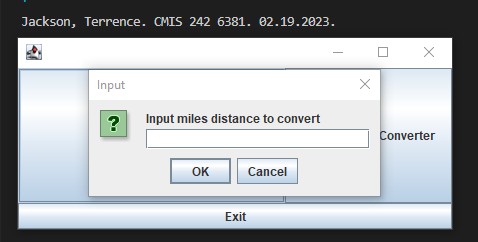 Jackson, Terrence. CMIS 242 6381. 02.19.2023.
Input
Input miles distance to convert
OK
Cancel
Converter
Exit